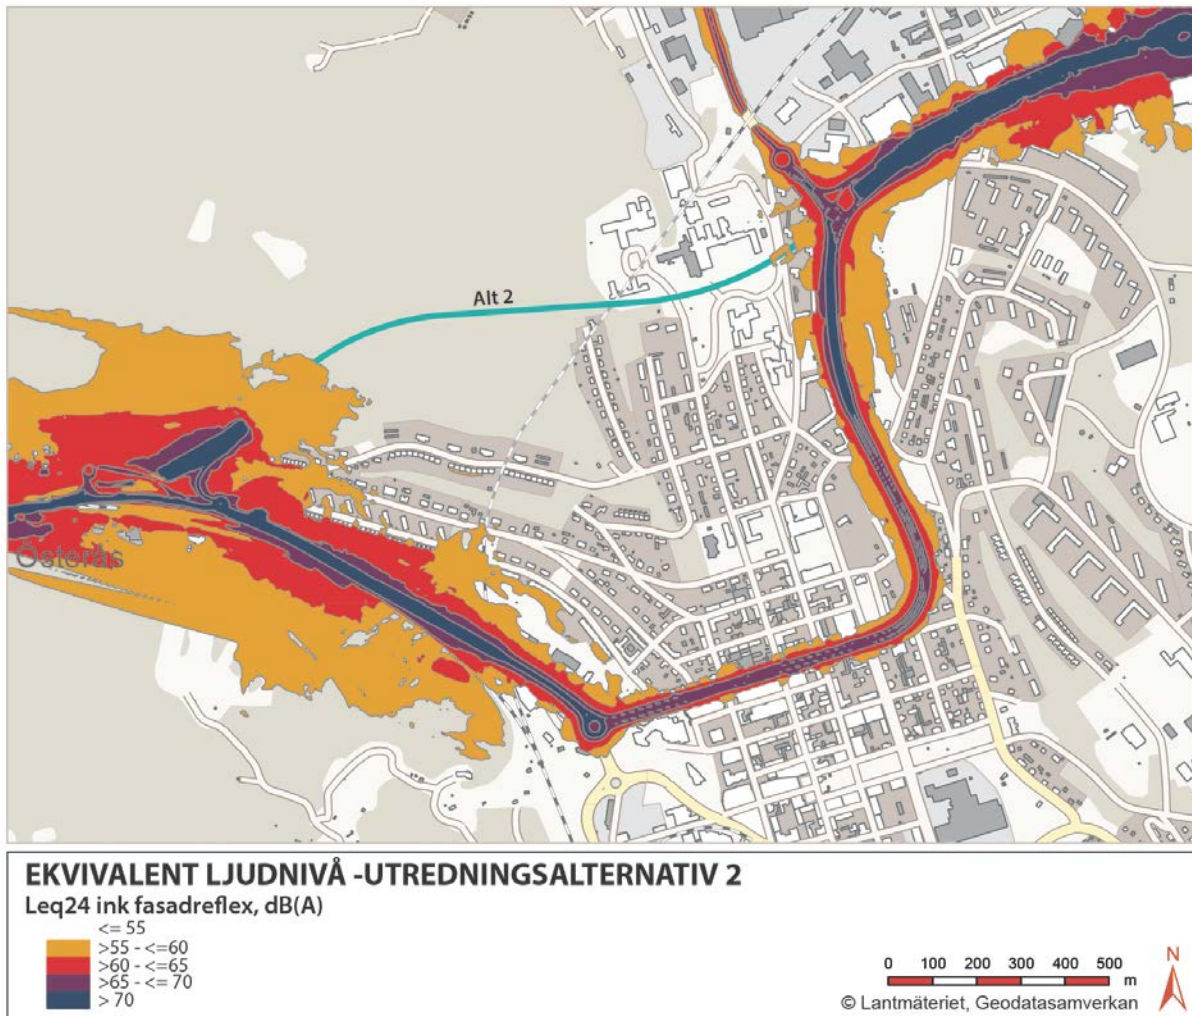 Alt 2
Österås
EKVIVALENT LJUDNIVÅ -UTREDNINGSALTERNATIV 2
Leq24 ink fasadreflex, dB(A)
<= 55
>55 - <=60
>60 - <=65
>65 - <= 70
> 70
0 100 200 300 400 500
m
© Lantmäteriet, Geodatasamverkan
N